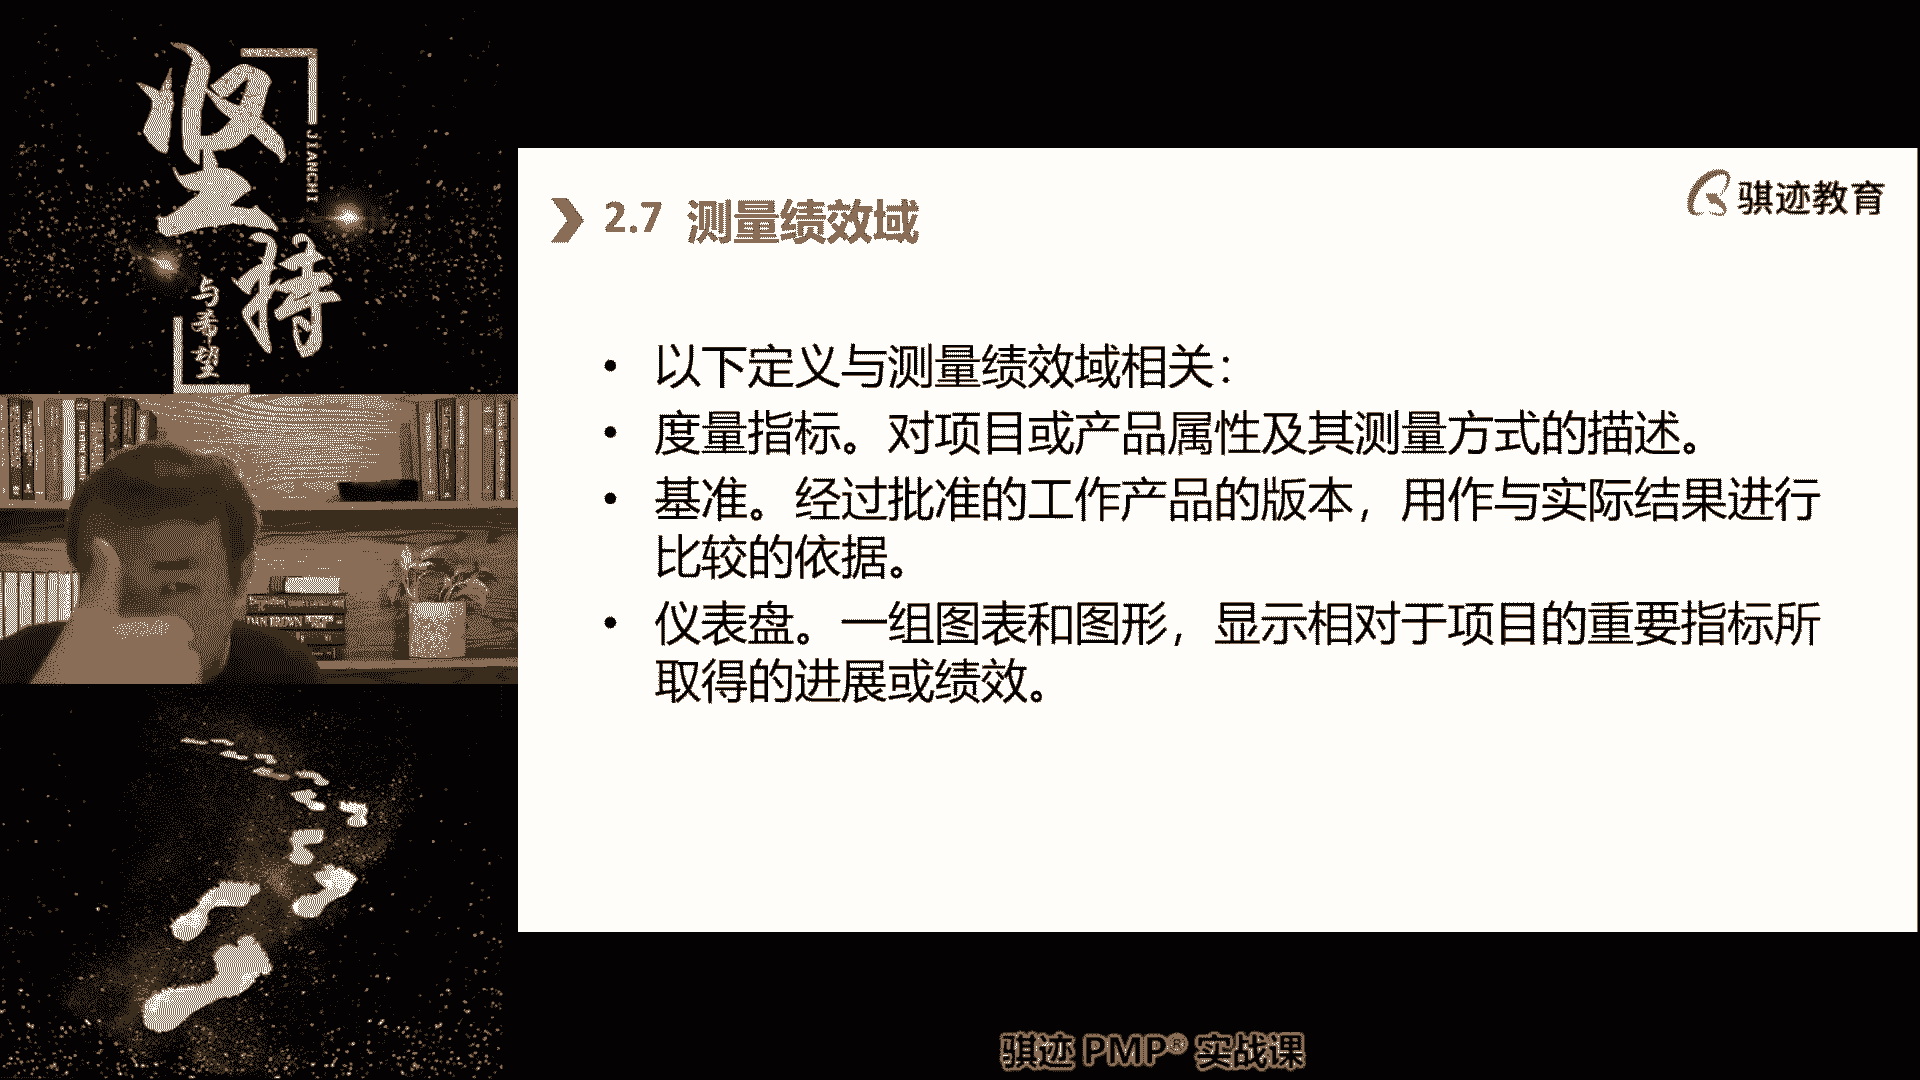 坚持
JIANCHI
与希望
骐迹教育
2.7 测量绩效域
• 以下定义与测量绩效域相关：
• 度量指标。对项目或产品属性及其测量方式的描述。
• 基准。经过批准的工作产品的版本，用作与实际结果进行
比较的依据。
• 仪表盘。一组图表和图形，显示相对于项目的重要指标所
取得的进展或绩效。
骐迹 PMP® 实战课